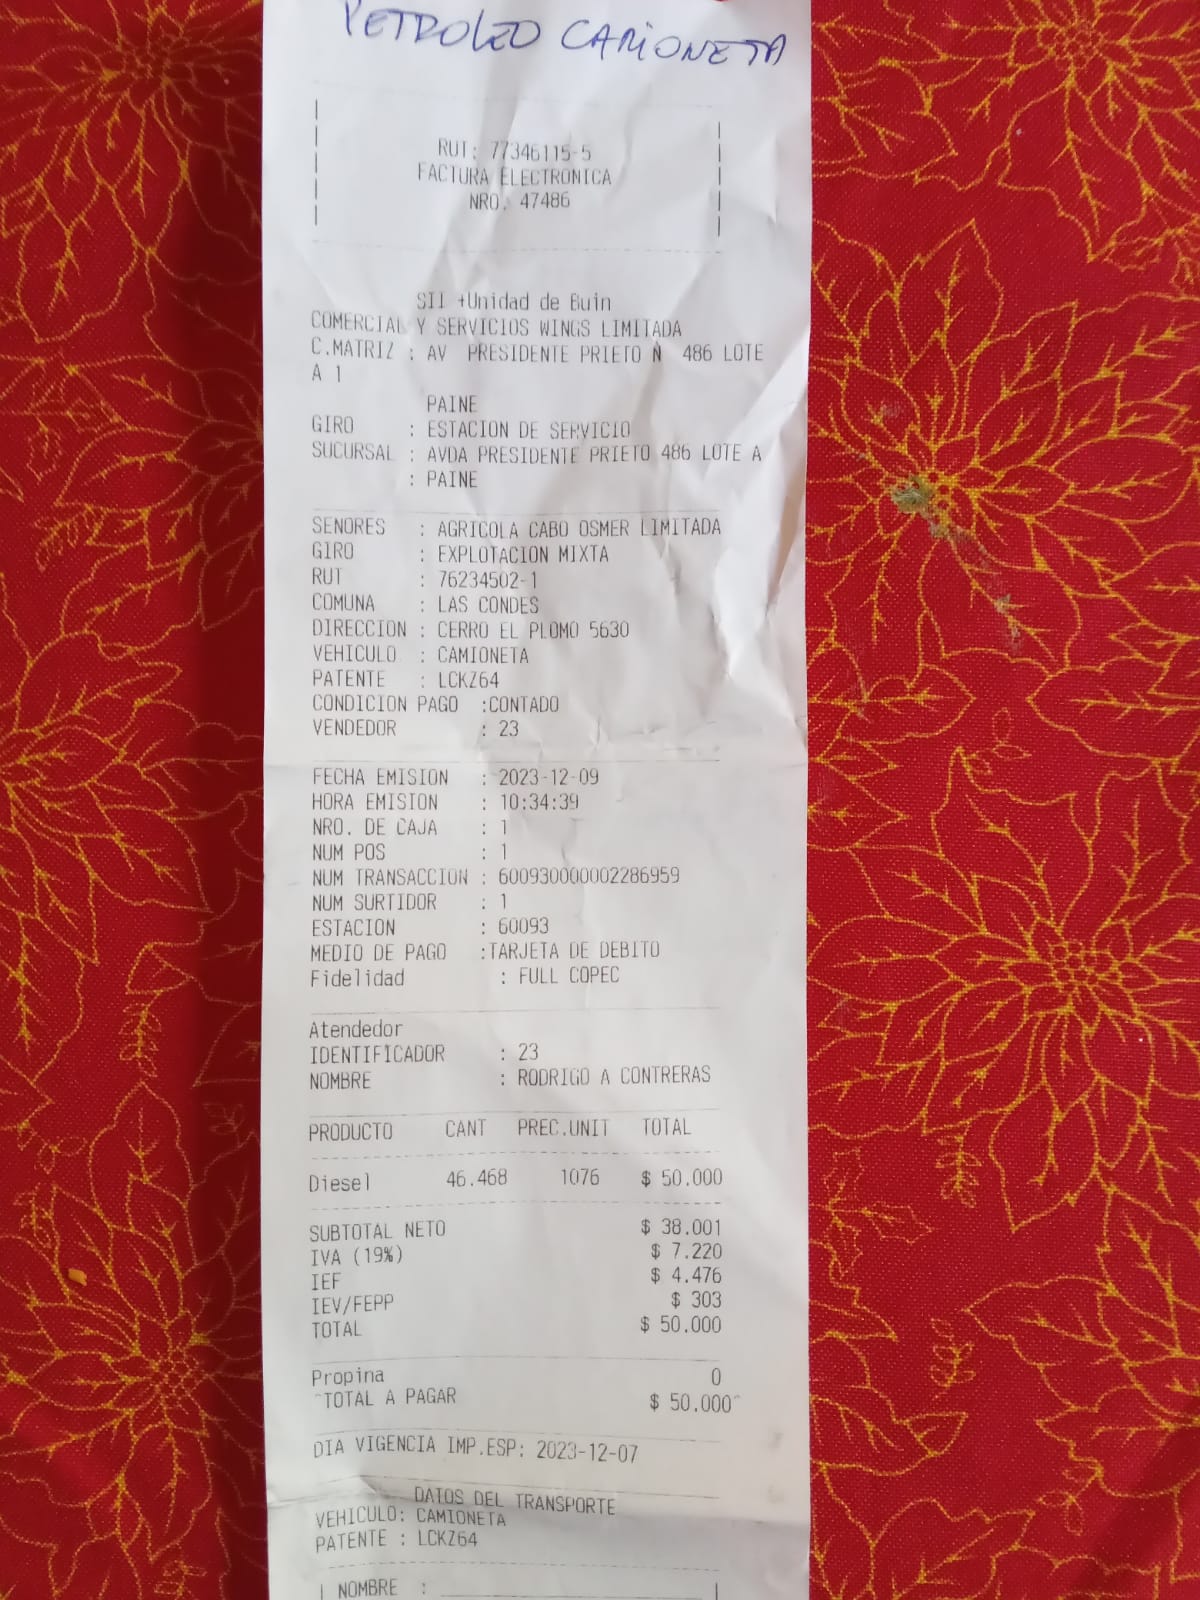 PETROLEO CAMIONETA
RUT: 77346115-5
FACTURA ELECTRONICA
NRO. 47486
SII +Unidad de Buin
COMERCIAL Y SERVICIOS WINGS LIMITADA
C.MATRIZ : AV PRESIDENTE PRIETO N 486 LOTE
A 1
PAINE
GIRO : ESTACION DE SERVICIO
SUCURSAL : AVDA PRESIDENTE PRIETO 486 LOTE A
: PAINE
SENORES : AGRICOLA CABO OSMER LIMITADA
GIRO : EXPLOTACION MIXTA
RUT : 76234502-1
COMUNA : LAS CONDES
DIRECCION : CERRO EL PLOMO 5630
VEHICULO : CAMIONETA
PATENTE : LCKZ64
CONDICION PAGO :CONTADO
VENDEDOR : 23
FECHA EMISION : 2023-12-09
HORA EMISION : 10:34:39
NRO. DE CAJA : 1
NUM POS : 1
NUM TRANSACCION : 600930000002286959
NUM SURTIDOR : 1
ESTACION : 60093
MEDIO DE PAGO :TARJETA DE DEBITO
Fidelidad : FULL COPEC
Atendedor
IDENTIFICADOR : 23
NOMBRE : RODRIGO A CONTRERAS
PRODUCTO CANT PREC.UNIT TOTAL
Diesel 46.468 1076 $ 50.000
SUBTOTAL NETO $ 38.001
IVA (19%) $ 7.220
IEF $ 4.476
IEV/FEPP $ 303
TOTAL $ 50.000
Propina 0
^TOTAL A PAGAR $ 50.000^
DIA VIGENCIA IMP.ESP: 2023-12-07
DATOS DEL TRANSPORTE
VEHICULO: CAMIONETA
PATENTE : LCKZ64
NOMBRE :